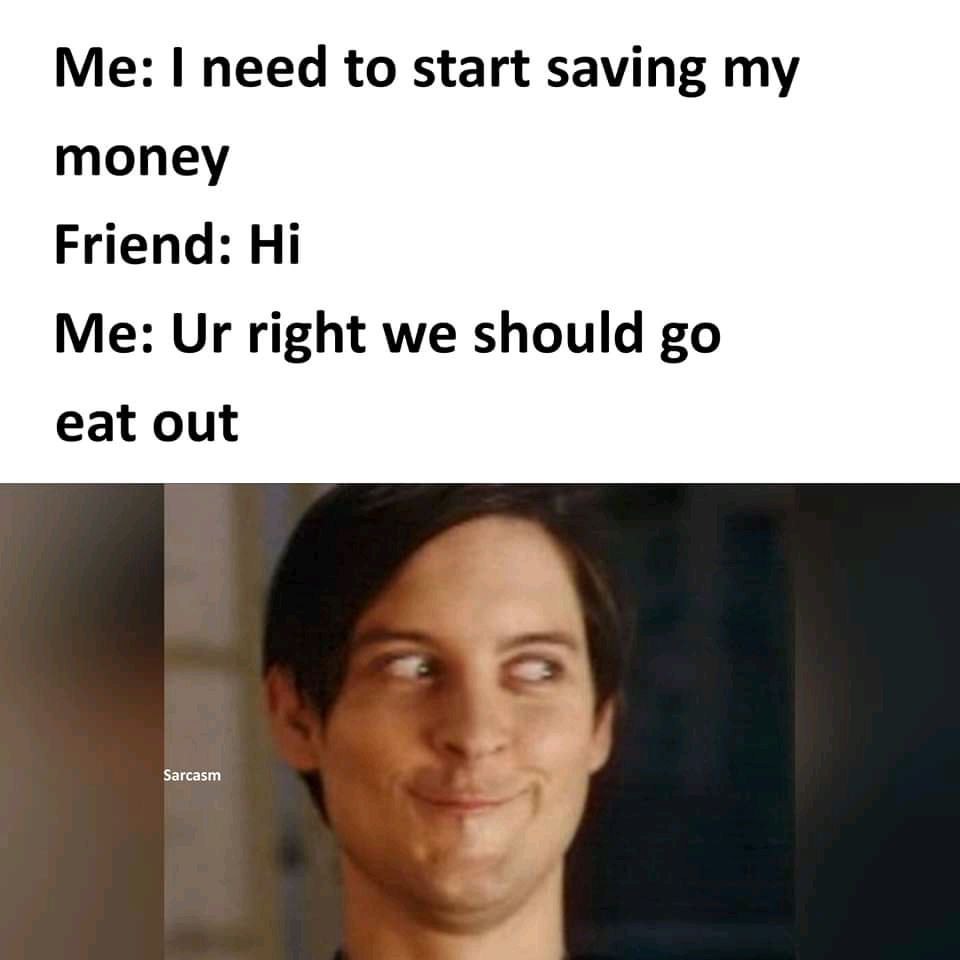 Me: I need to start saving my
money
Friend: Hi
Me: Ur right we should go
eat out
Sarcasm